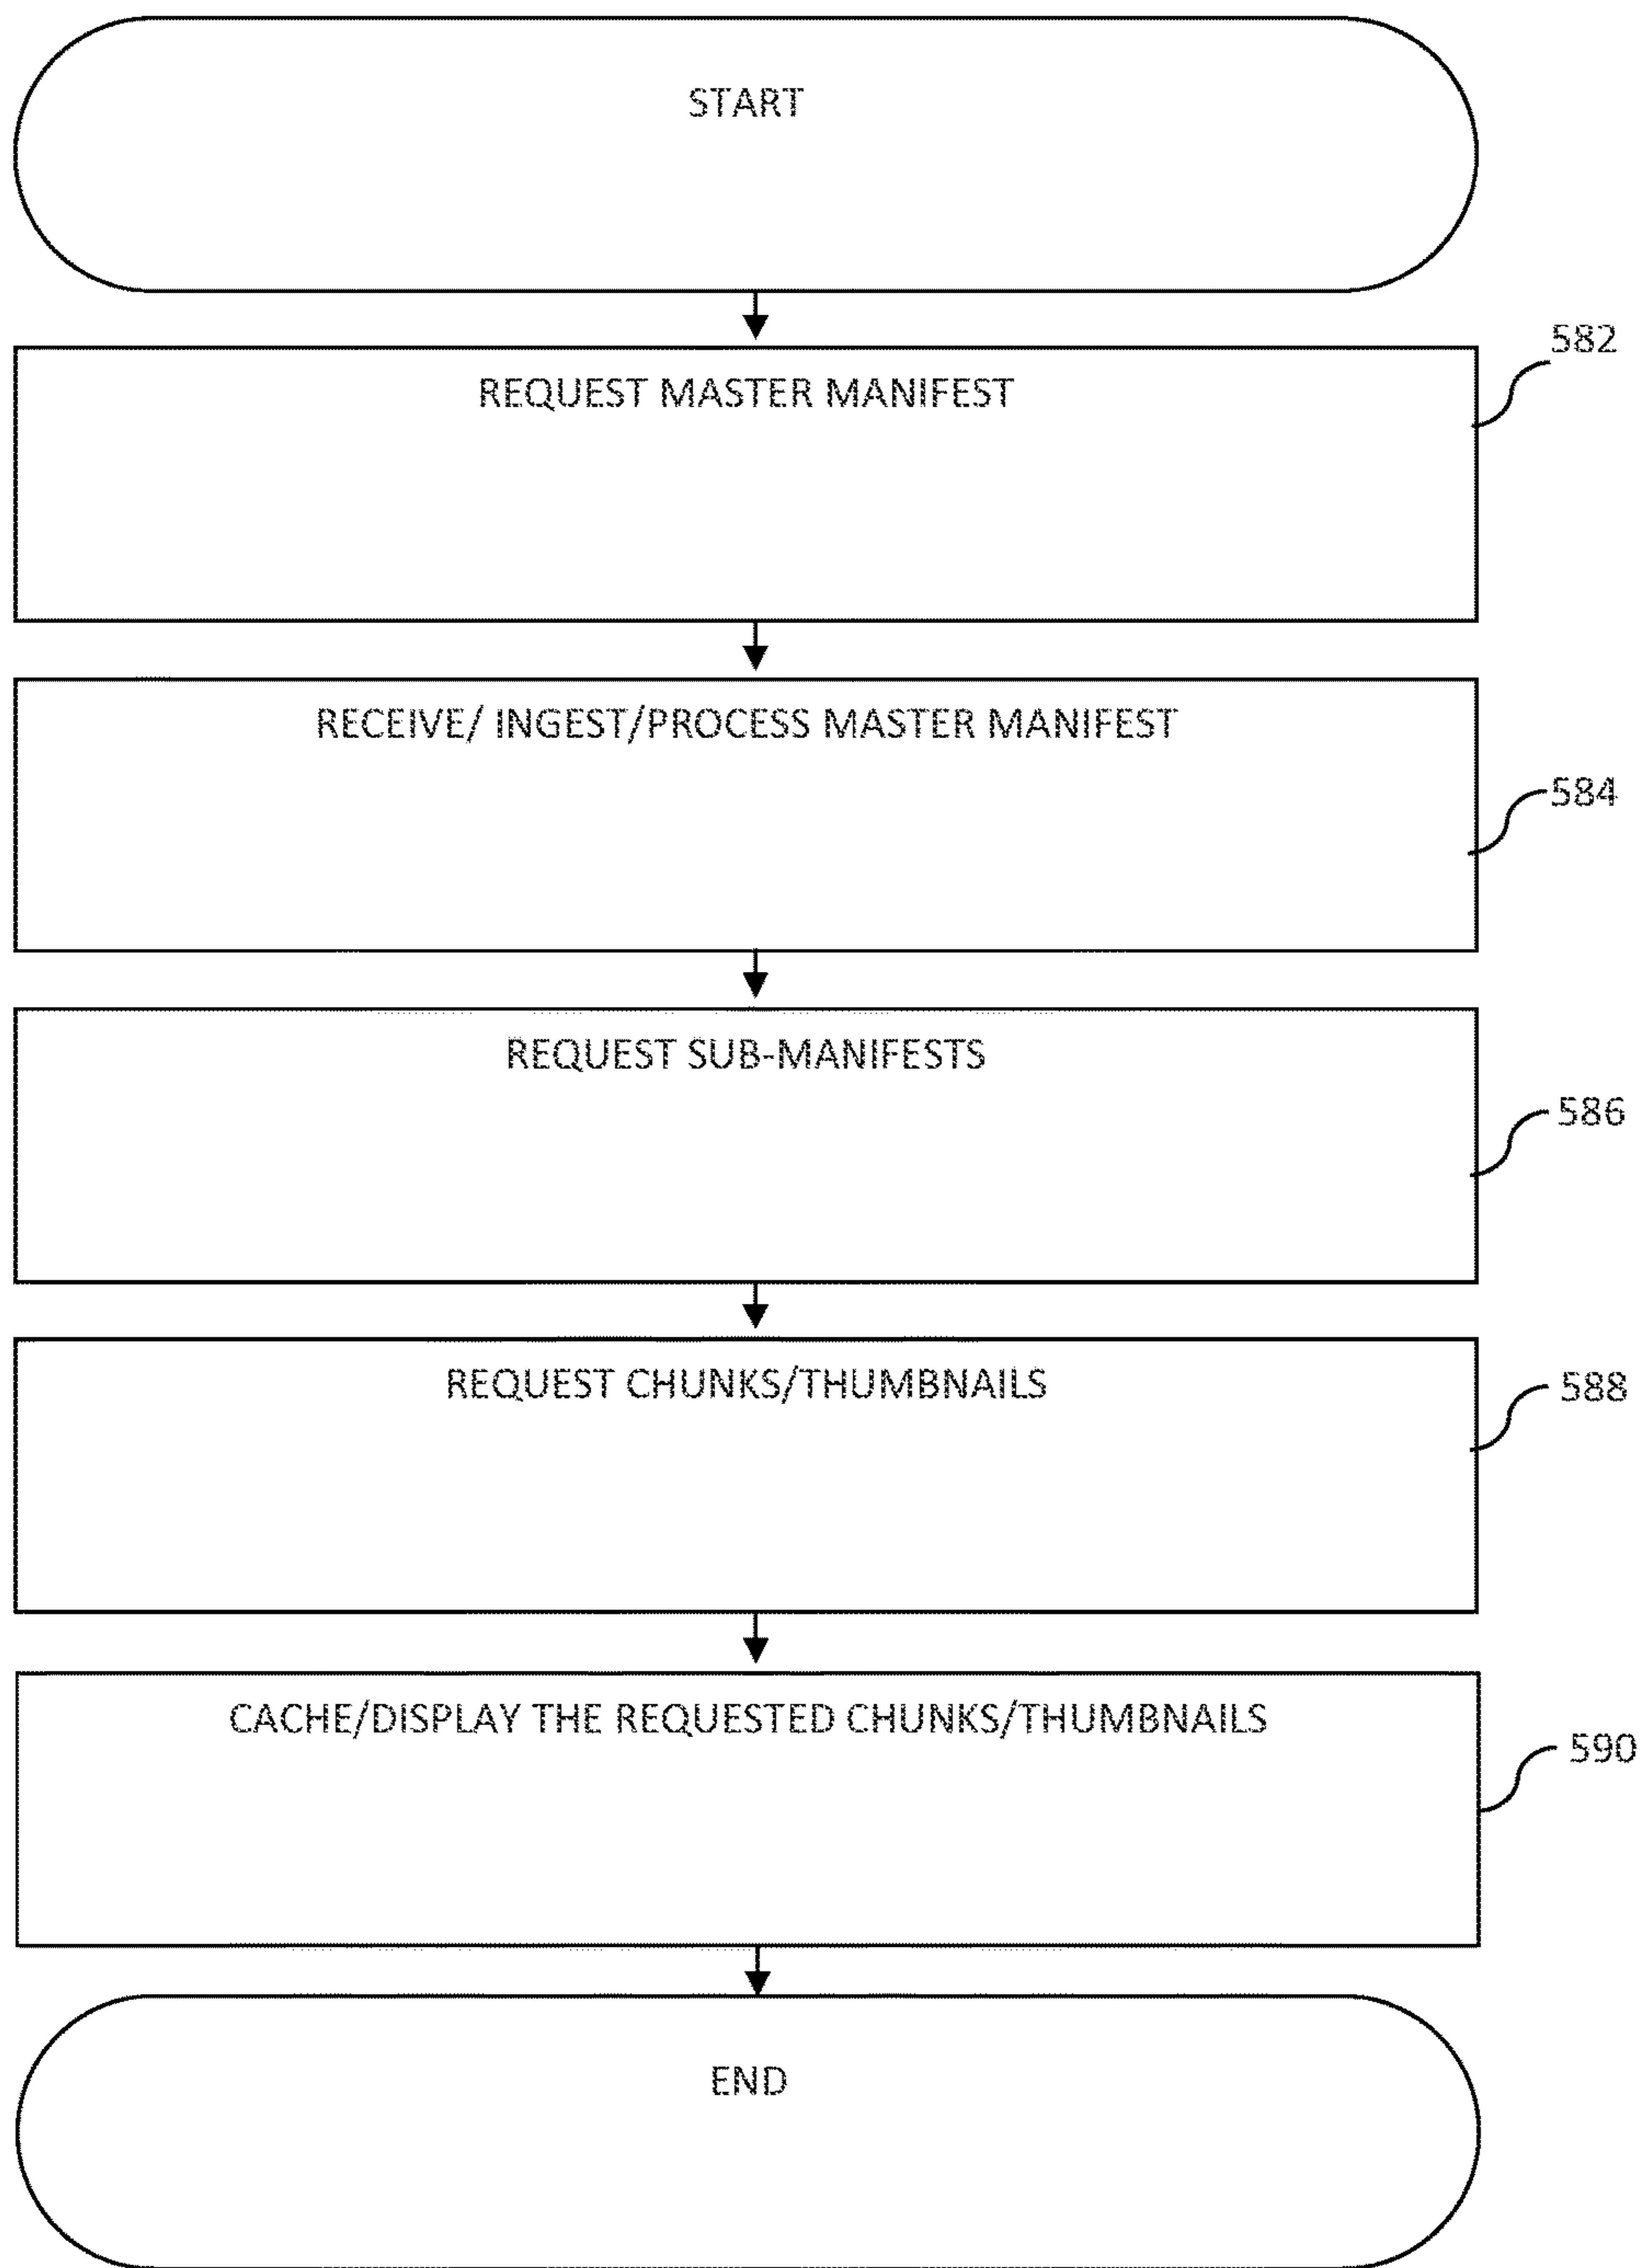 START
582
REQUEST MASTER MANIFEST
RECEIVE/ INGEST/PROCESS MASTER MANIFEST
584
REQUEST SUB-MANIFESTS
586
REQUEST CHUNKS/THUMBNAILS
588
CACHE/DISPLAY THE REQUESTED CHUNKS/THUMBNAILS
590
END